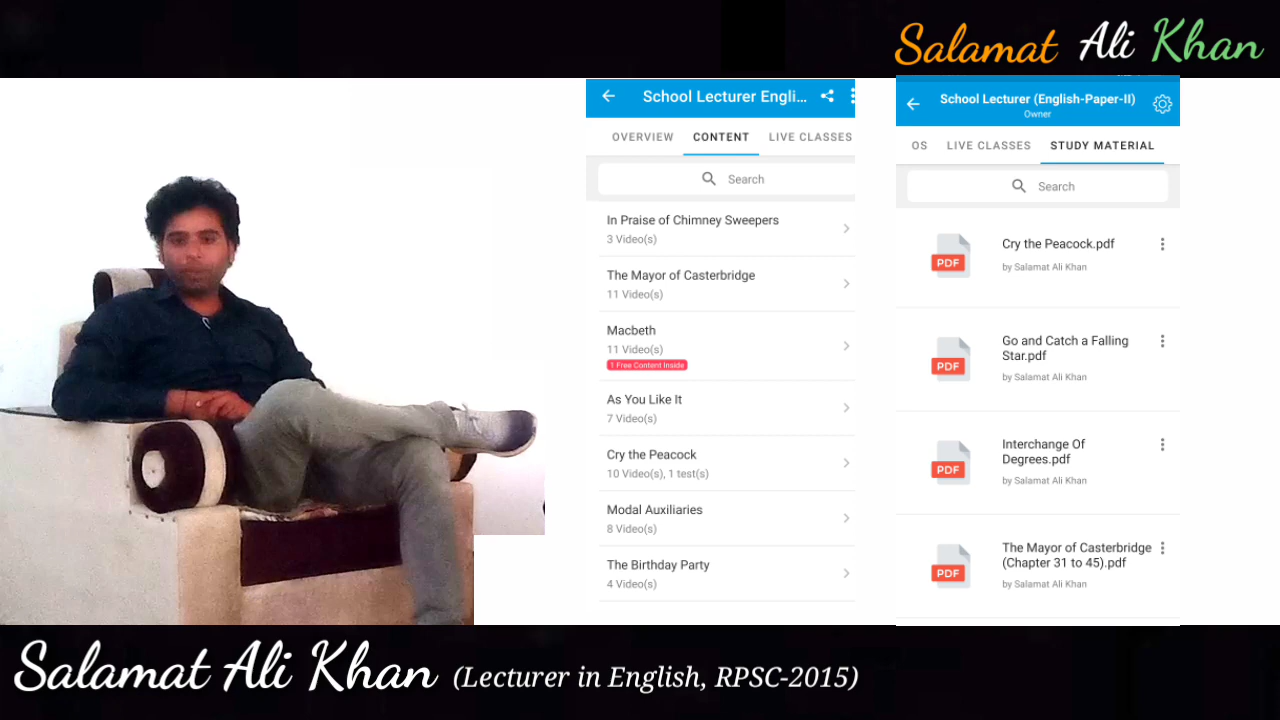 Salamat Ali Khan
School Lecturer Engli...
OVERVIEW CONTENT LIVE CLASSES
Search
In Praise of Chimney Sweepers
3 Video(s)
The Mayor of Casterbridge
11 Video(s)
Macbeth
11 Video(s)
1 Free Content Inside
As You Like It
7 Video(s)
Cry the Peacock
10 Video(s), 1 test(s)
Modal Auxiliaries
8 Video(s)
The Birthday Party
4 Video(s)
School Lecturer (English-Paper-II)
Owner
OS LIVE CLASSES STUDY MATERIAL
Search
PDF
Cry the Peacock.pdf
by Salamat Ali Khan
PDF
Go and Catch a Falling
Star.pdf
by Salamat Ali Khan
PDF
Interchange Of
Degrees.pdf
by Salamat Ali Khan
PDF
The Mayor of Casterbridge
(Chapter 31 to 45).pdf
by Salamat Ali Khan
Salamat Ali Khan (Lecturer in English, RPSC-2015)